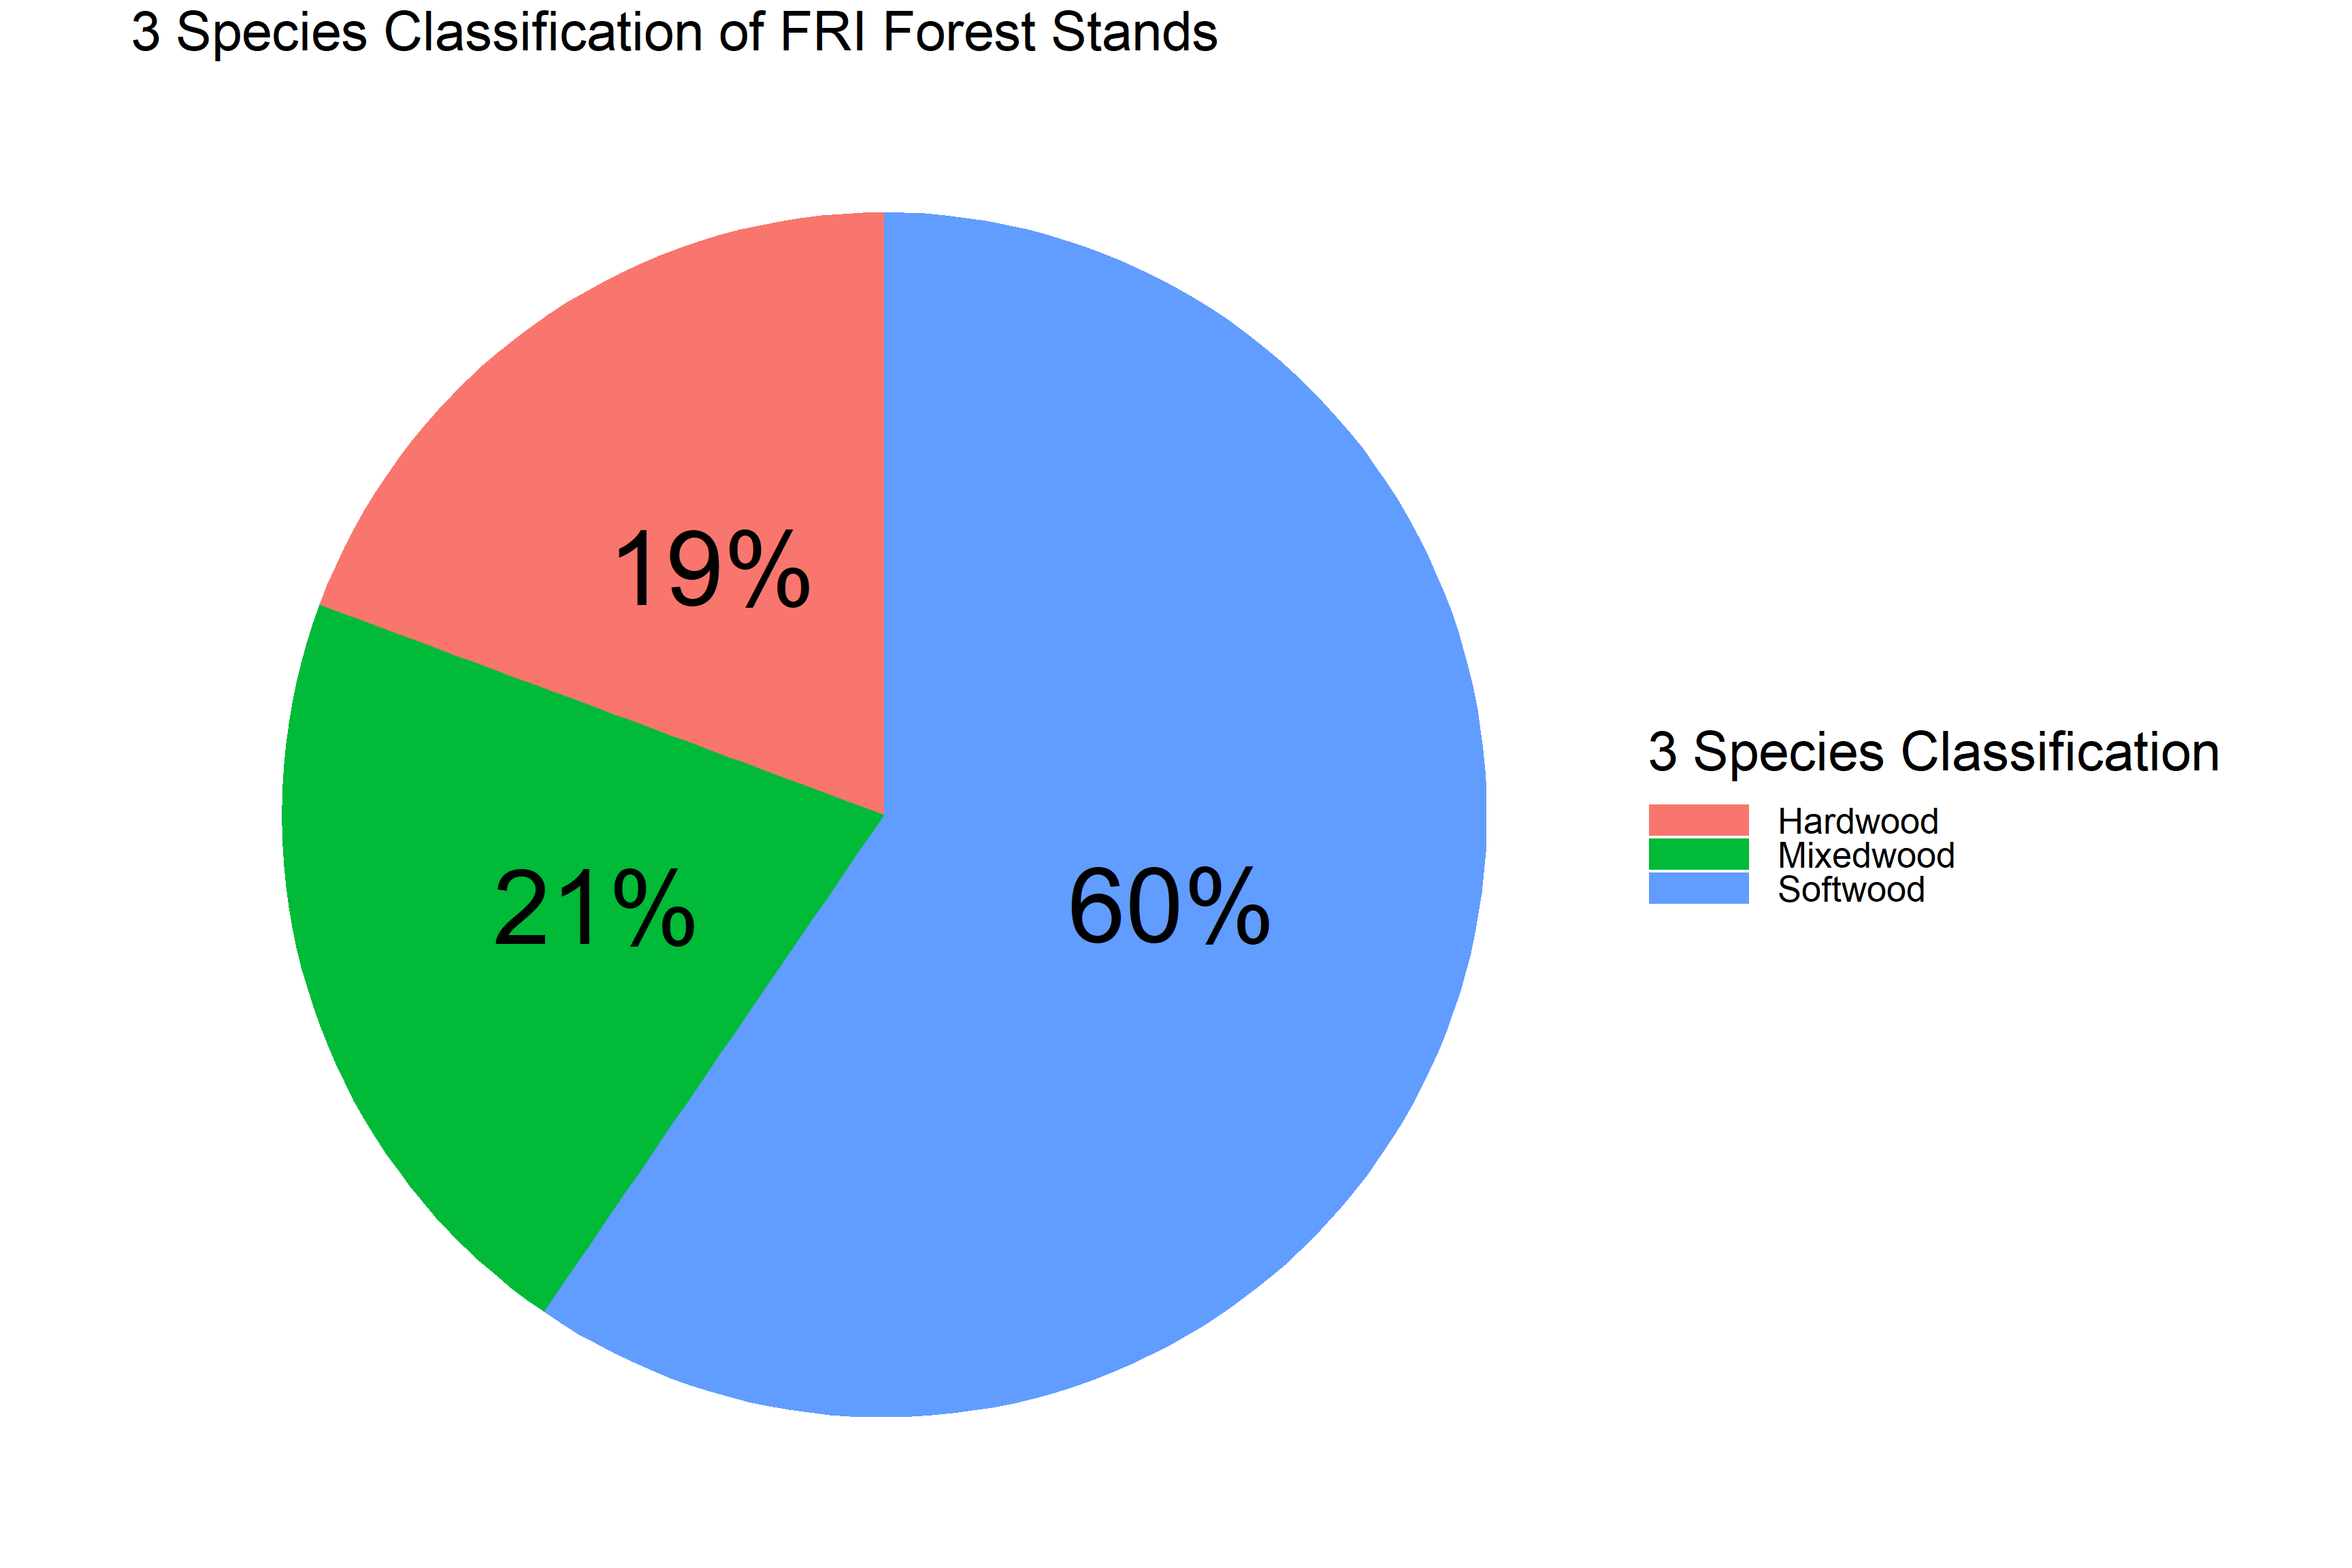 3 Species Classification of FRI Forest Stands
19%
21%
60%
3 Species Classification
Hardwood
Mixedwood
Softwood